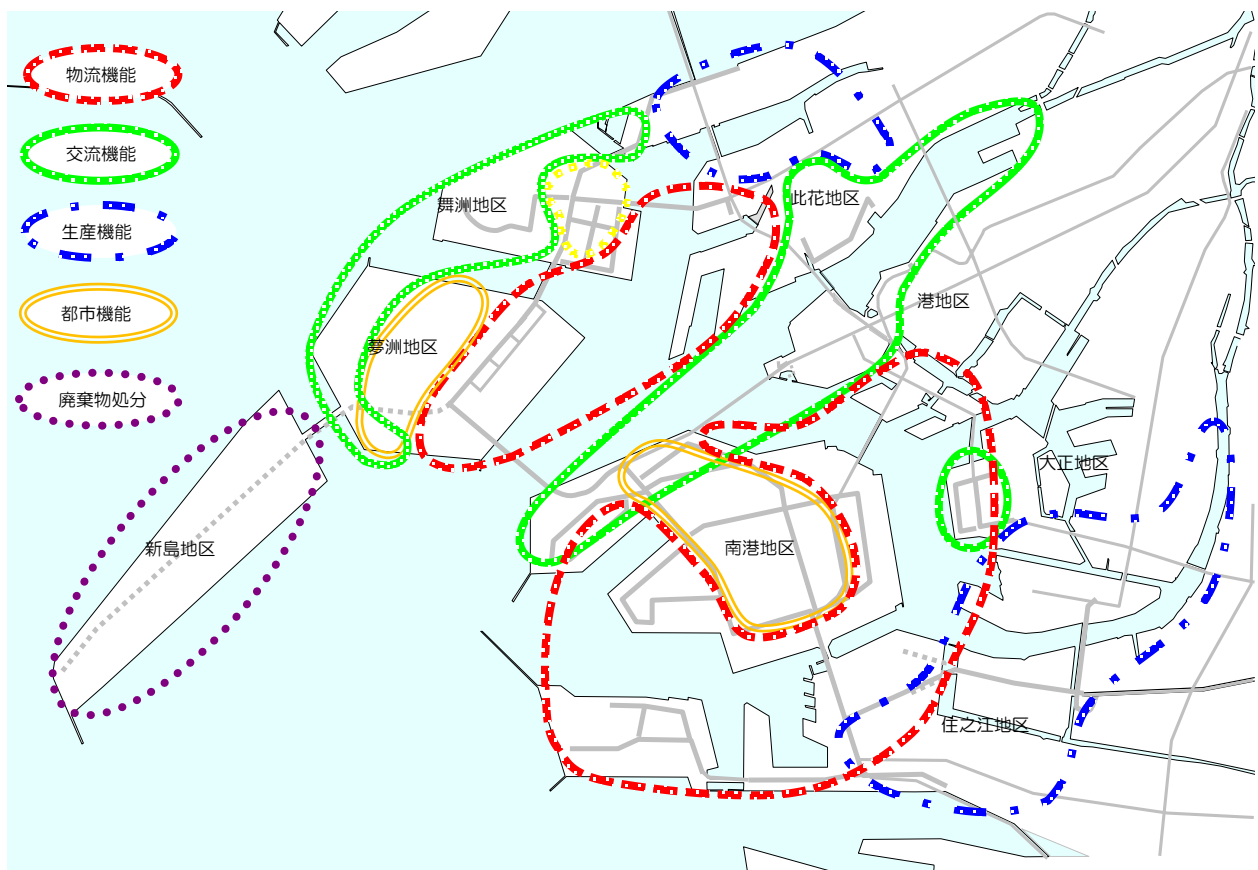 物流機能
交流機能
生産機能
都市機能
廃棄物処分
舞洲地区
此花地区
港地区
夢洲地区
大正地区
新島地区
南港地区
住之江地区